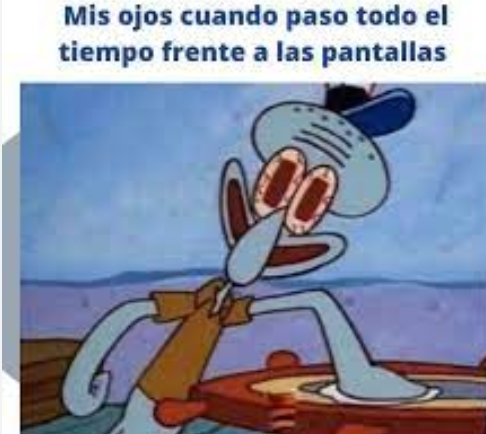 Mis ojos cuando paso todo el
tiempo frente a las pantallas